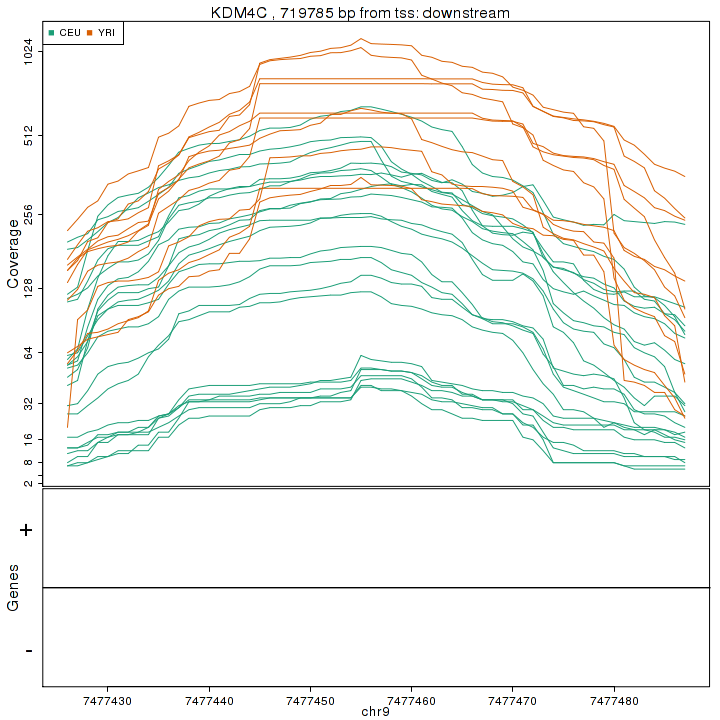 KDM4C , 719785 bp from tss: downstream
CEU YRI
1024
512
256
128
64
32
16
8
2
Coverage
+
-
Genes
7477430 7477440 7477450 7477460 7477470 7477480
chr9